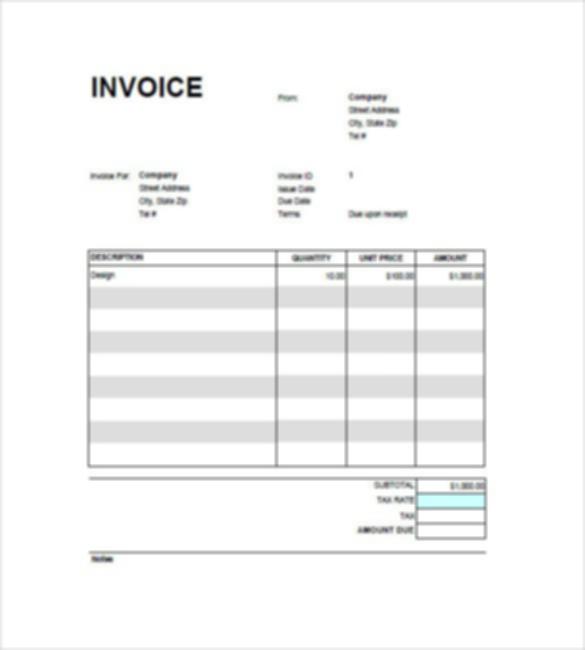 INVOICE
From: Company
Street Address
City, State Zip
Tel #
Invoice For: Company
Street Address
City, State Zip
Tel #
Invoice ID 1
Issue Date
Due Date
Terms Due upon receipt
DESCRIPTION QUANTITY UNIT PRICE AMOUNT
Design 10.00 $100.00 $1,000.00
SUBTOTAL $1,000.00
TAX RATE
TAX
AMOUNT DUE
Notes